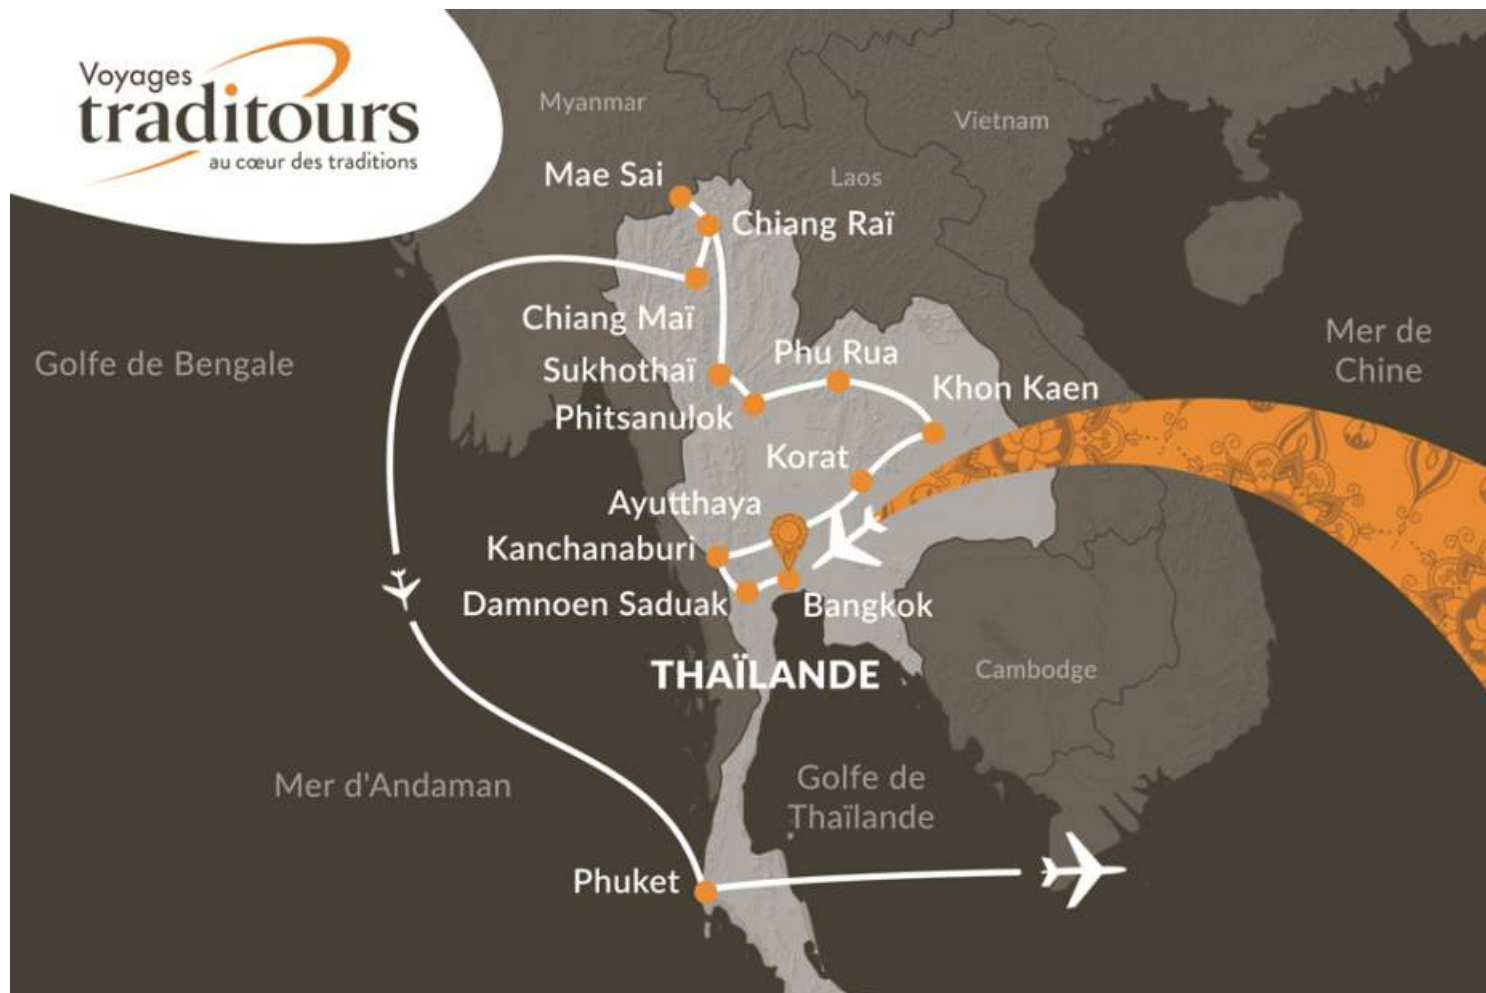 Voyages
traditours
au cœur des traditions
Myanmar
Vietnam
Mae Sai
Laos
Chiang Raï
Chiang Maï
Golfe de Bengale
Mer de
Chine
Phu Rua
Sukhothaï
Khon Kaen
Phitsanulok
Korat
Ayutthaya
Kanchanaburi
Damnoen Saduak
Bangkok
THAÏLANDE
Cambodge
Mer d'Andaman
Golfe de
Thaïlande
Phuket